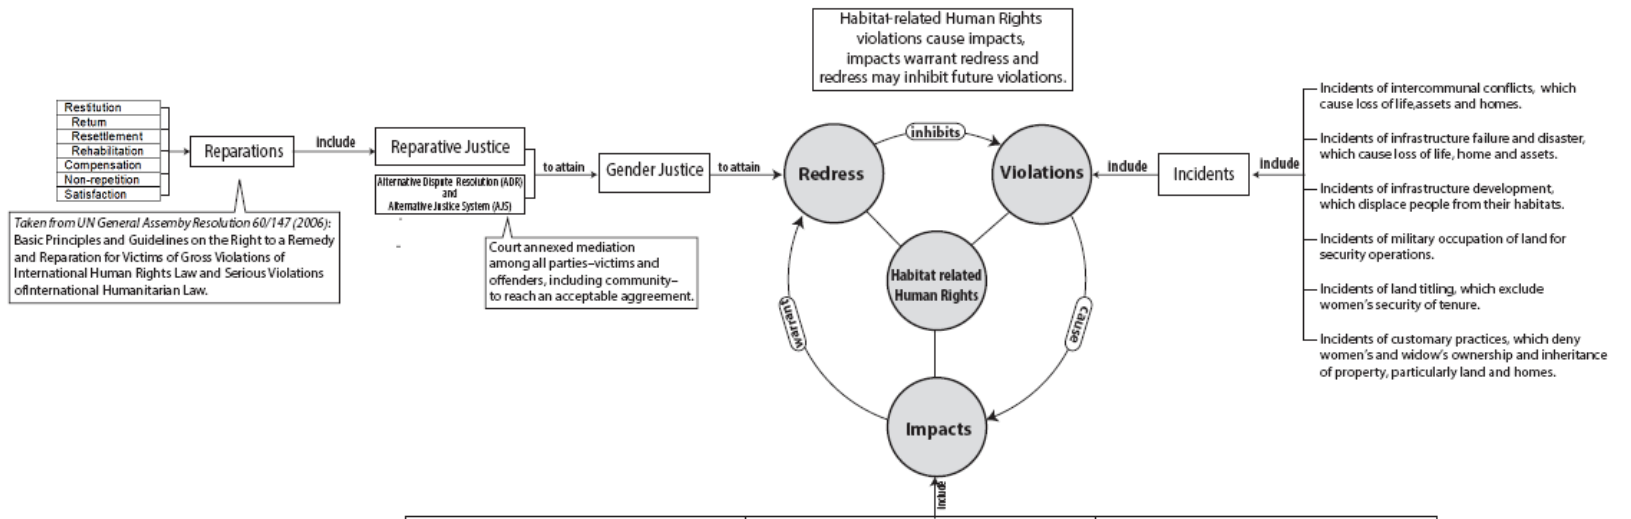 Habitat-related Human Rights
violations cause impacts,
impacts warrant redress and
redress may inhibit future violations.
Restitution
Return
Resettlement
Rehabilitation
Compensation
Non-repetition
Satisfaction
Reparations
include
Reparative Justice
Alternative Dispute Resolution (ADR)
and
Alternative Justice System (AJS)
to attain
Gender Justice
to attain
Redress
inhibits
Violations
include
Incidents
include
Incidents of intercommunal conflicts, which
cause loss of life,assets and homes.
Incidents of infrastructure failure and disaster,
which cause loss of life, home and assets.
Incidents of infrastructure development,
which displace people from their habitats.
Incidents of military occupation of land for
security operations.
Incidents of land titling, which exclude
women's security of tenure.
Incidents of customary practices, which deny
women's and widow's ownership and inheritance
of property, particularly land and homes.
Taken from UN General Assemby Resolution 60/147 (2006):
Basic Principles and Guidelines on the Right to a Remedy
and Reparation for Victims of Gross Violations of
International Human Rights Law and Serious Violations
ofInternational Humanitarian Law.
Court annexed mediation
among all parties–victims and
offenders, including community–
to reach an acceptable aggreement.
Habitat related
Human Rights
warrant
cause
Impacts
include